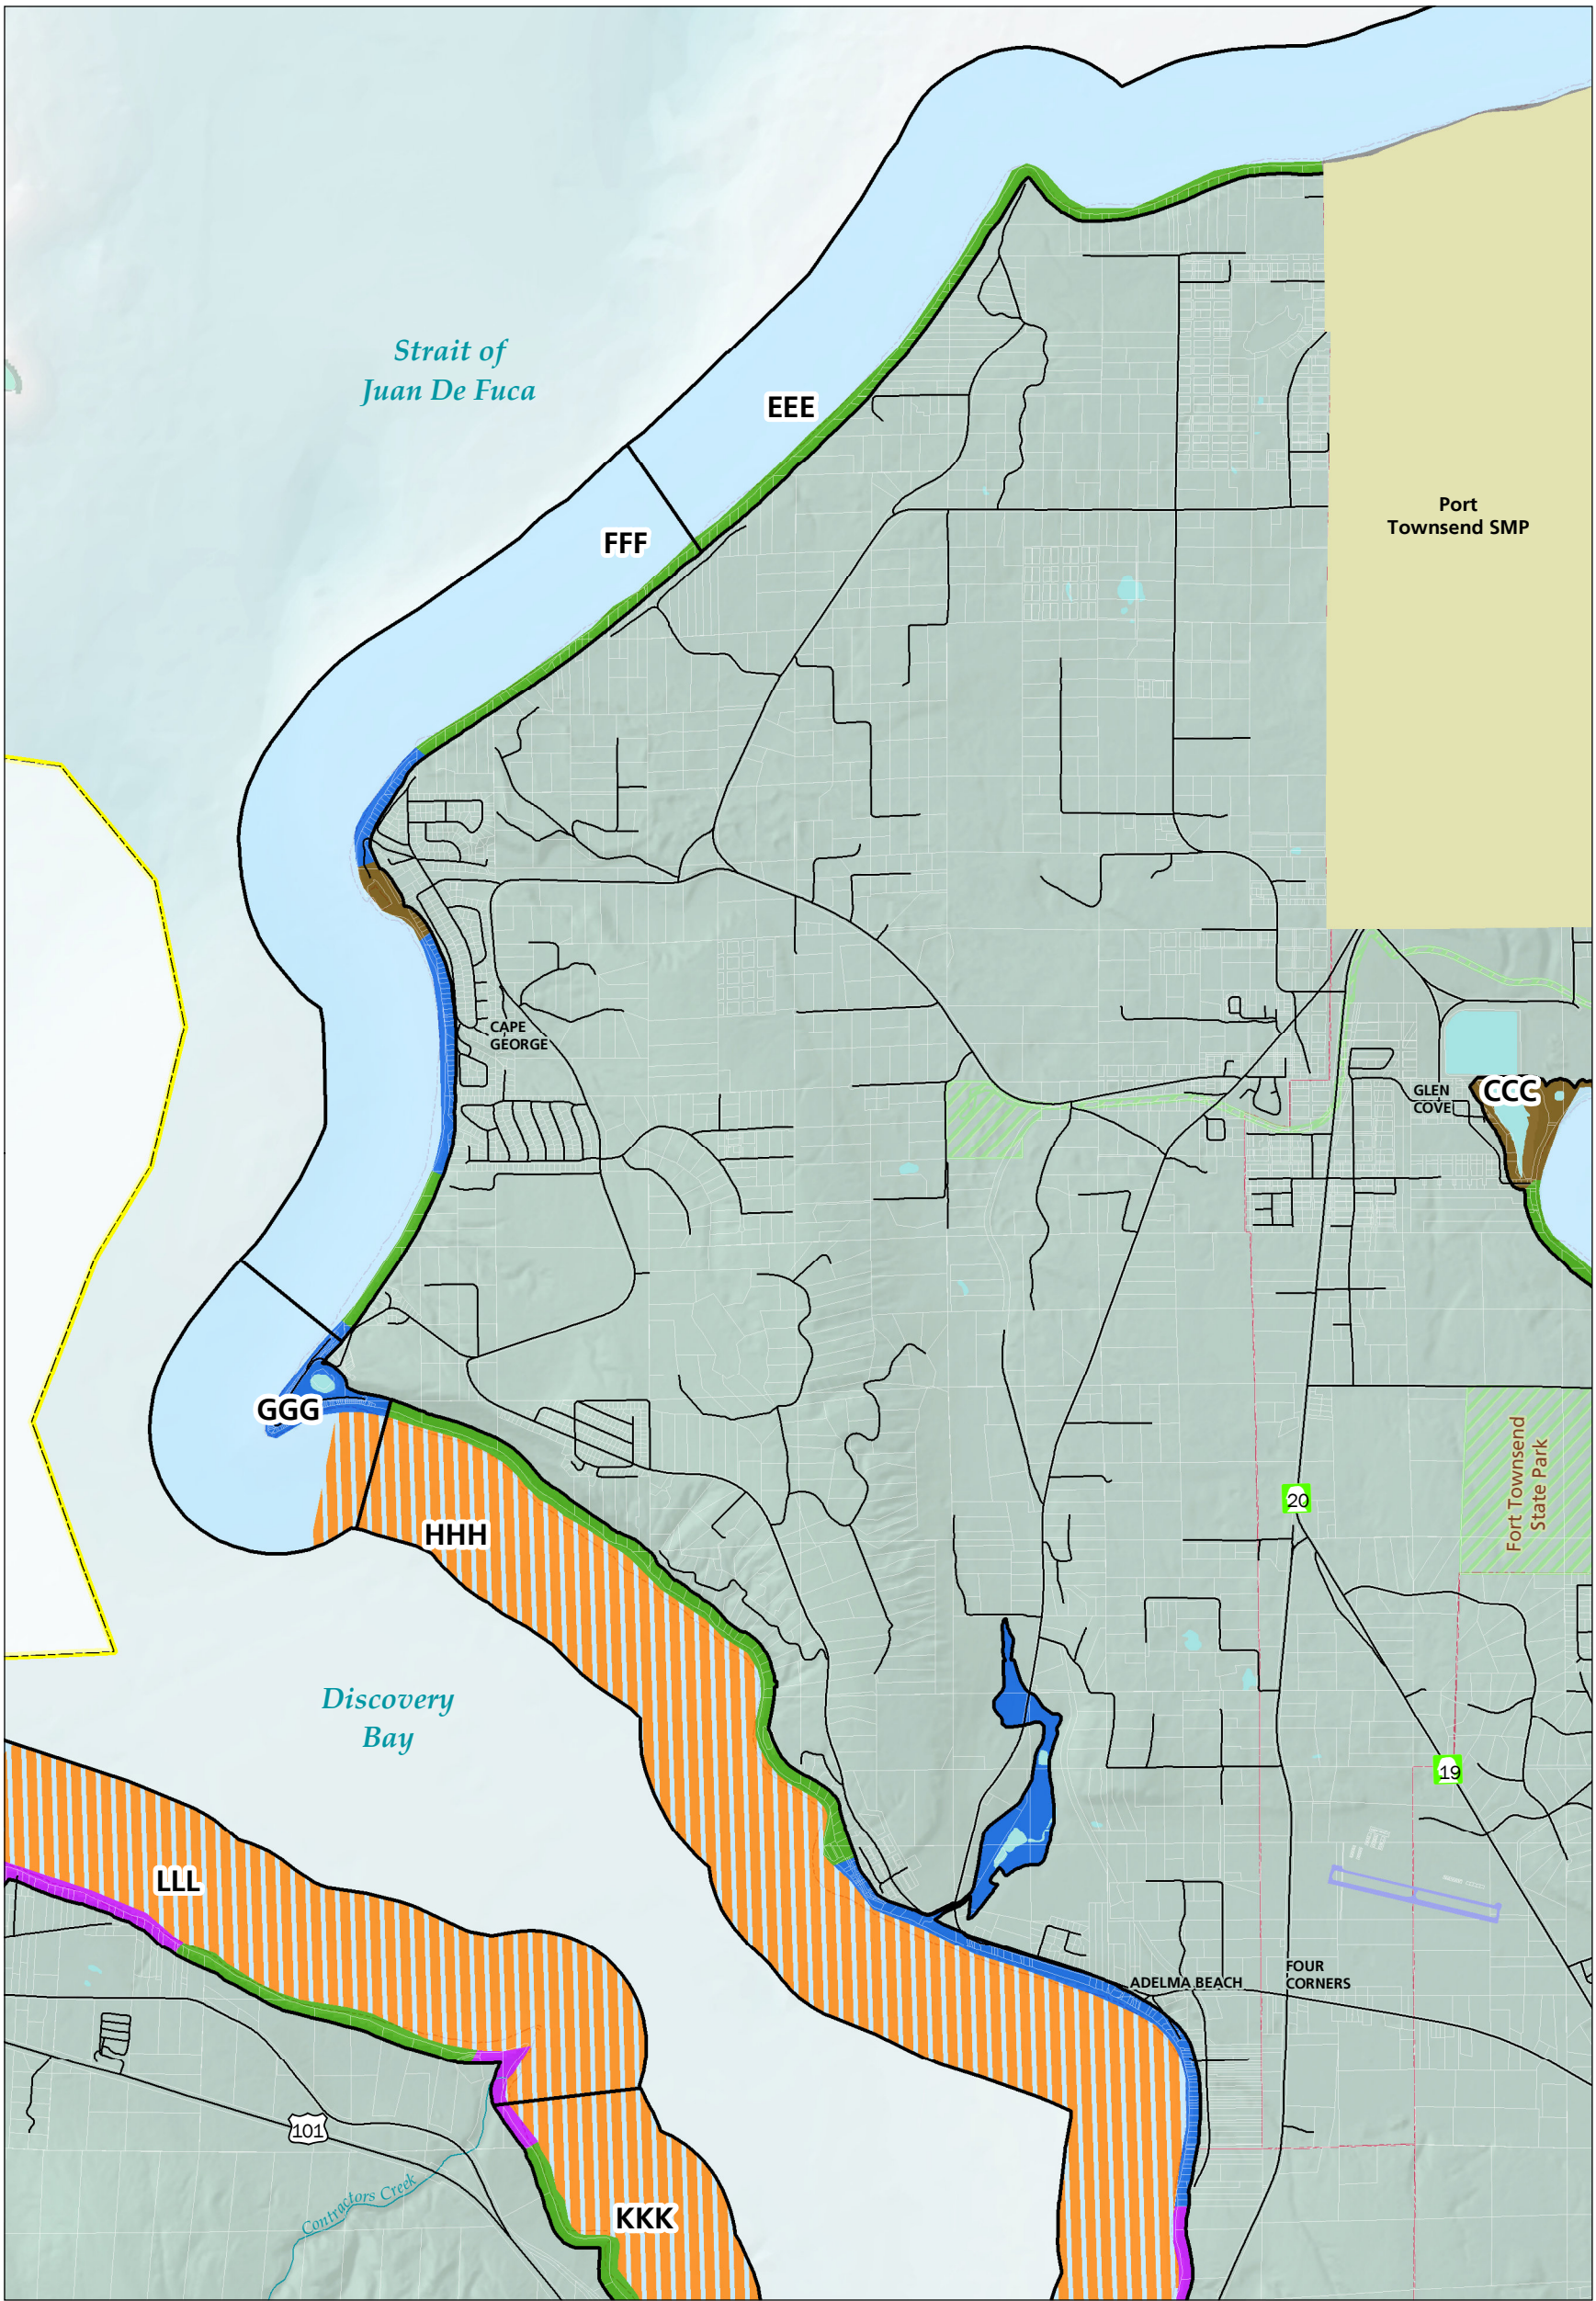 Strait of
Juan De Fuca
EEE
Port
Townsend SMP
FFF
CAPE
GEORGE
GLEN
COVE
CCC
GGG
Fort Townsend
State Park
20
HHH
Discovery
Bay
19
LLL
ADELMA BEACH
FOUR
CORNERS
101
Contractors Creek
KKK